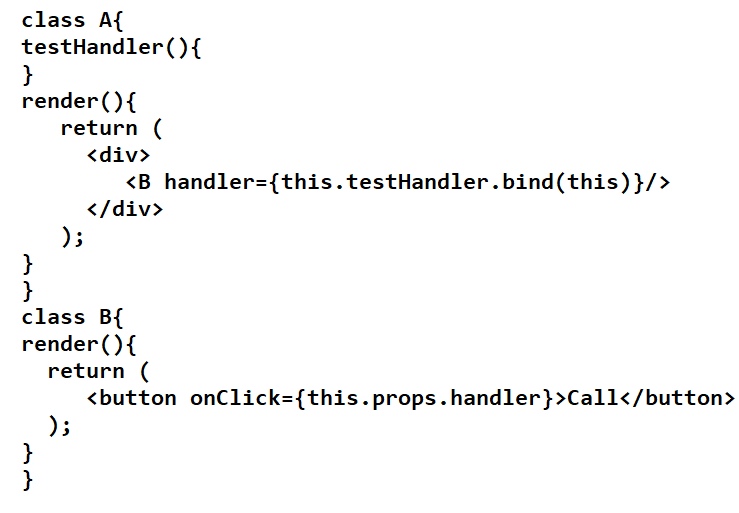 class A{
testHandler(){
}
render(){
   return (
     <div>
        <B handler={this.testHandler.bind(this)}/>
     </div>
   );
}
}
class B{
render(){
  return (
     <button onClick={this.props.handler}>Call</button>
  );
}
}